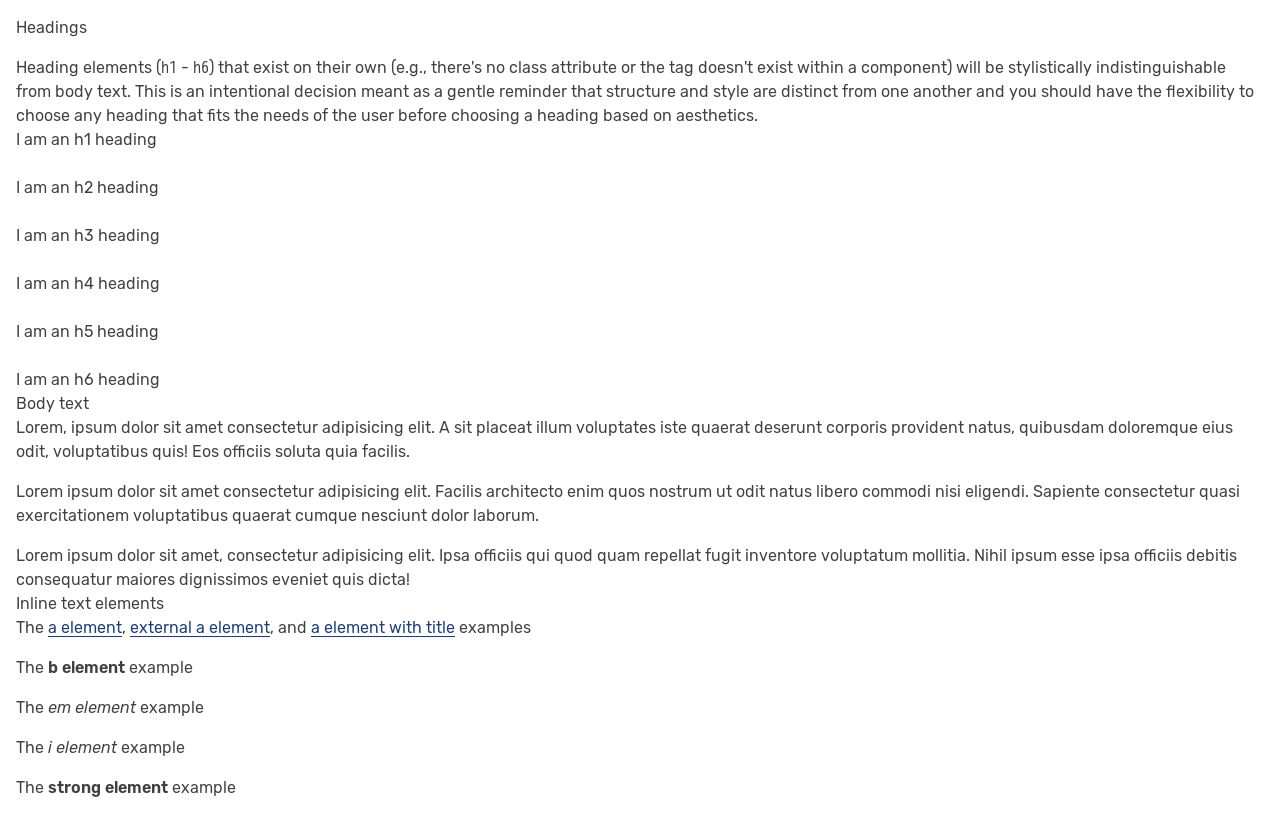 Headings
Heading elements (h1 - h6) that exist on their own (e.g., there's no class attribute or the tag doesn't exist within a component) will be stylistically indistinguishable
from body text. This is an intentional decision meant as a gentle reminder that structure and style are distinct from one another and you should have the flexibility to
choose any heading that fits the needs of the user before choosing a heading based on aesthetics.
I am an h1 heading
I am an h2 heading
I am an h3 heading
I am an h4 heading
I am an h5 heading
I am an h6 heading
Body text
Lorem, ipsum dolor sit amet consectetur adipisicing elit. A sit placeat illum voluptates iste quaerat deserunt corporis provident natus, quibusdam doloremque eius
odit, voluptatibus quis! Eos officiis soluta quia facilis.
Lorem ipsum dolor sit amet consectetur adipisicing elit. Facilis architecto enim quos nostrum ut odit natus libero commodi nisi eligendi. Sapiente consectetur quasi
exercitationem voluptatibus quaerat cumque nesciunt dolor laborum.
Lorem ipsum dolor sit amet, consectetur adipisicing elit. Ipsa officiis qui quod quam repellat fugit inventore voluptatum mollitia. Nihil ipsum esse ipsa officiis debitis
consequatur maiores dignissimos eveniet quis dicta!
Inline text elements
The a element, external a element, and a element with title examples
The b element example
The em element example
The i element example
The strong element example